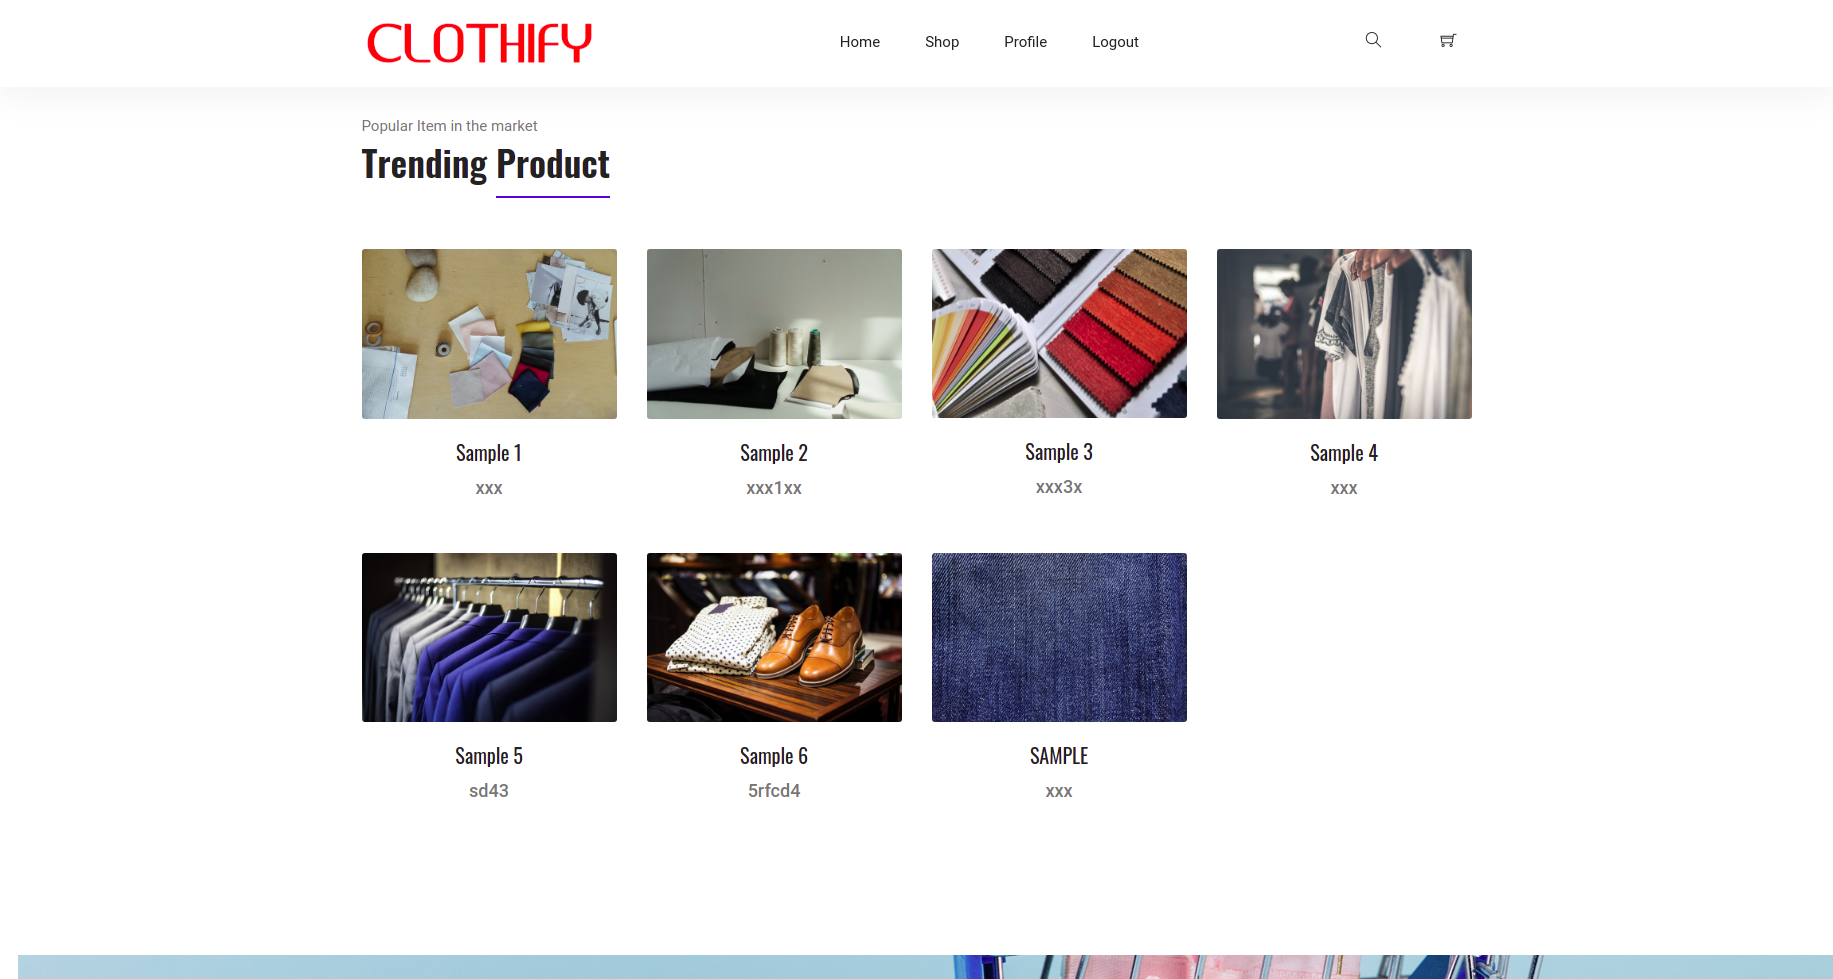 CLOTHIFY
Home Shop Profile Logout
Popular Item in the market
Trending Product
Sample 1
xxx
Sample 2
xxx1xx
Sample 3
xxx3x
Sample 4
xxx
Sample 5
sd43
Sample 6
5rfcd4
SAMPLE
xxx